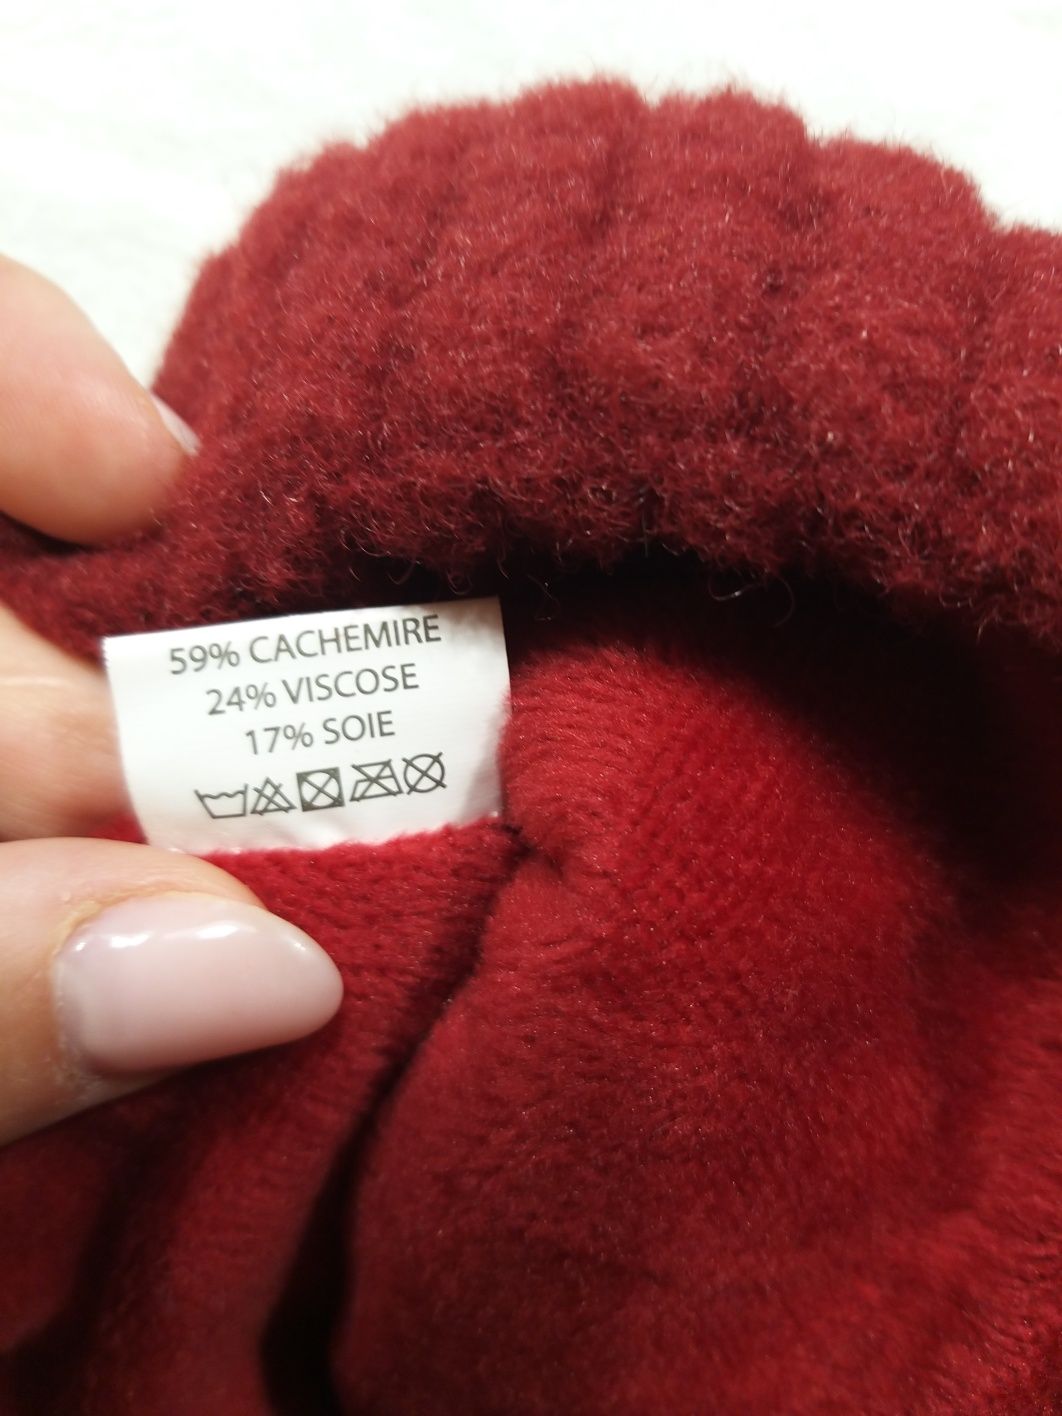 59% CACHEMIRE
24% VISCOSE
17% SOIE